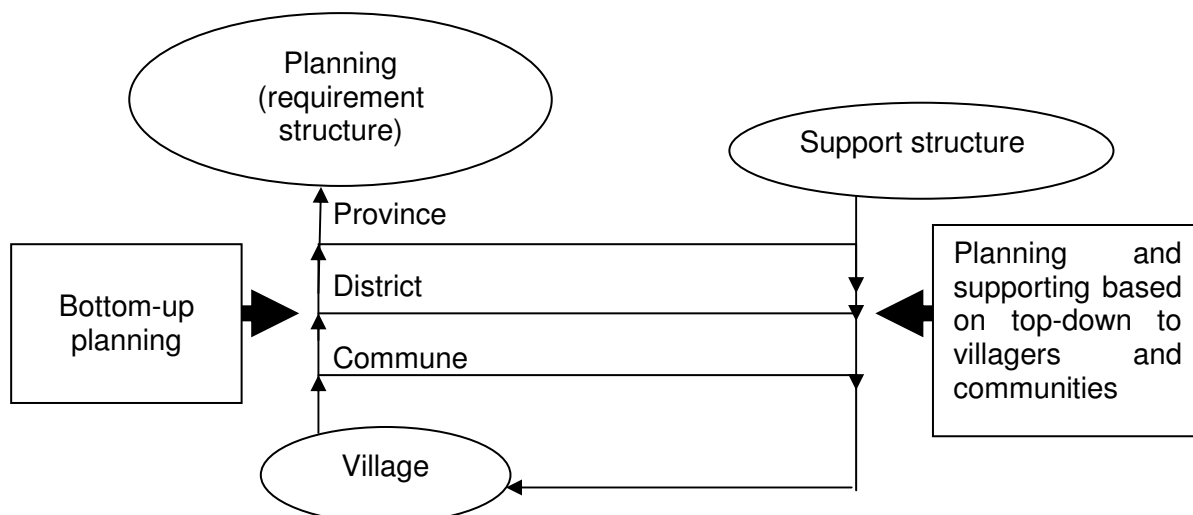 Planning
(requirement
structure)
Support structure
Province
District
Commune
Village
Bottom-up
planning
Planning and
supporting based
on top-down to
villagers and
communities